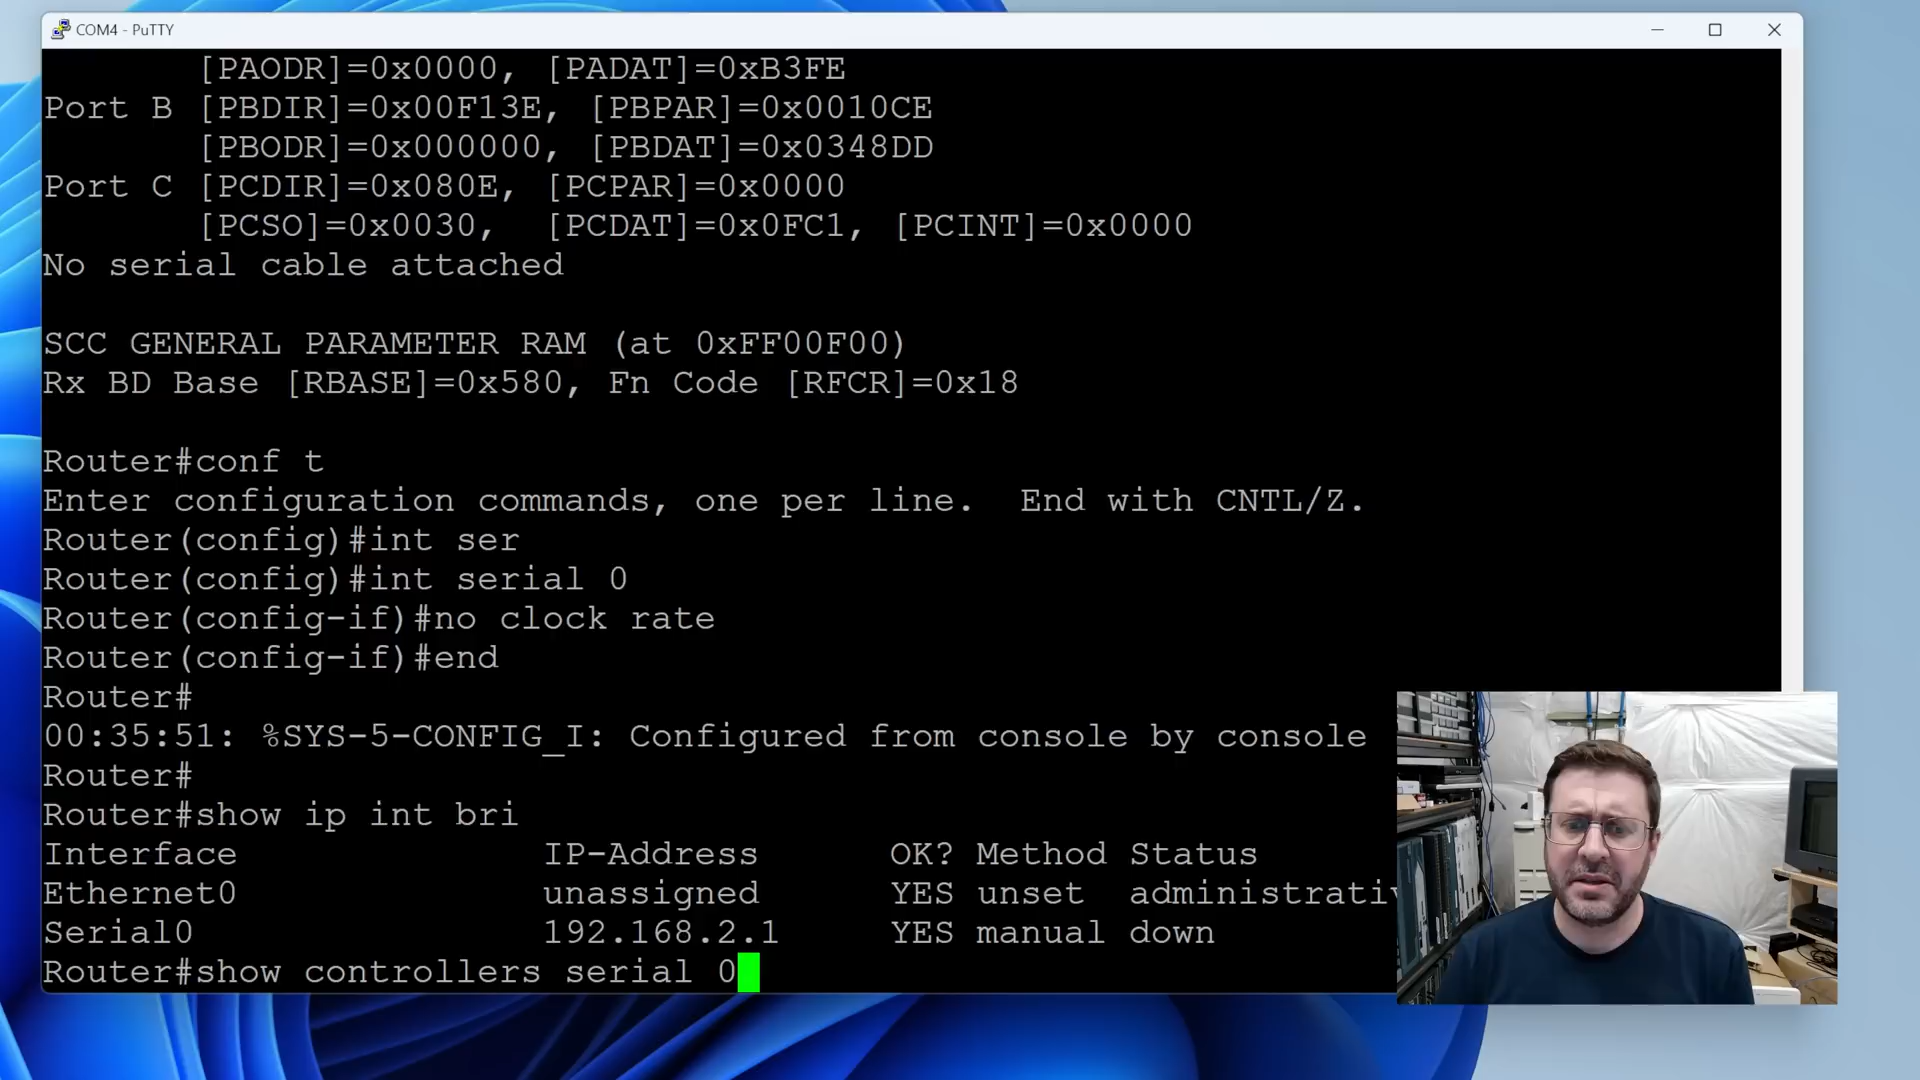 COM4 - PuTTY
[PAODR]=0x0000, [PADAT]=0xB3FE
Port B [PBDIR]=0x00F13E, [PBPAR]=0x0010CE
[PBODR]=0x000000, [PBDAT]=0x0348DD
Port C [PCDIR]=0x080E, [PCPAR]=0x0000
[PCSO]=0x0030,  [PCDAT]=0x0FC1, [PCINT]=0x0000
No serial cable attached
SCC GENERAL PARAMETER RAM (at 0xFF00F00)
Rx BD Base [RBASE]=0x580, Fn Code [RFCR]=0x18
Router#conf t
Enter configuration commands, one per line.  End with CNTL/Z.
Router(config)#int ser
Router(config)#int serial 0
Router(config-if)#no clock rate
Router(config-if)#end
Router#
00:35:51: %SYS-5-CONFIG_I: Configured from console by console
Router#
Router#show ip int bri
Interface IP-Address OK? Method Status
Ethernet0 unassigned YES unset administrativ
Serial0 192.168.2.1 YES manual down
Router#show controllers serial 0